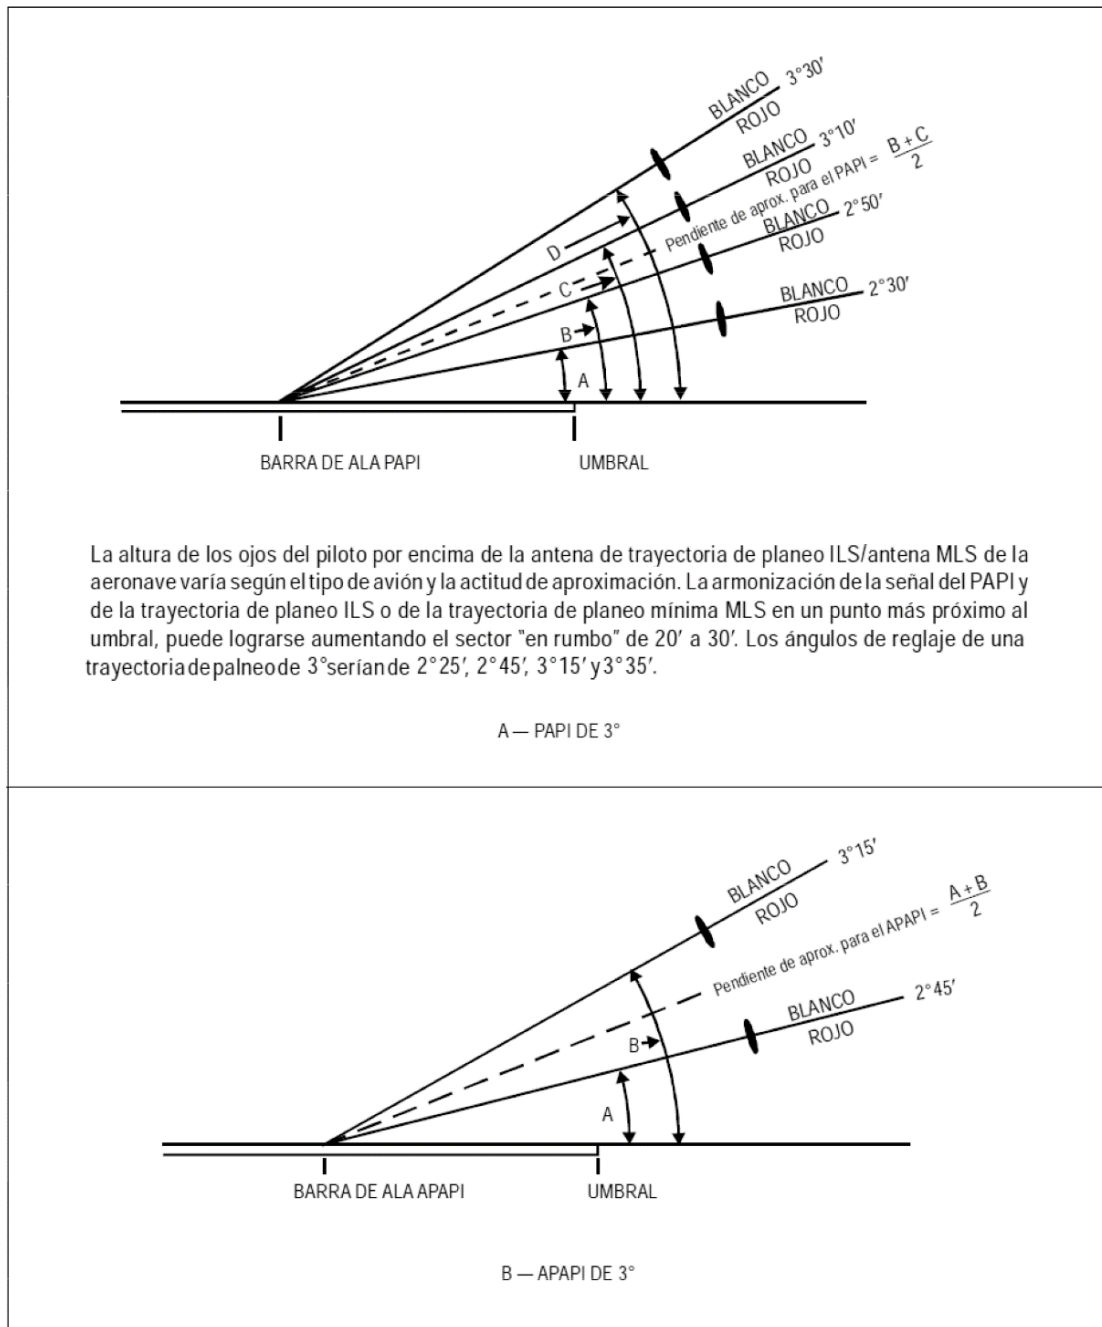 BLANCO 3°30′
ROJO
BLANCO 3°10′
ROJO
Pendiente de aprox. para el PAPI = B + C
2
BLANCO 2°50′
ROJO
D
C
BLANCO 2°30′
ROJO
B
A
BARRA DE ALA PAPI UMBRAL
La altura de los ojos del piloto por encima de la antena de trayectoria de planeo ILS/antena MLS de la
aeronave varía según el tipo de avión y la actitud de aproximación. La armonización de la señal del PAPI y
de la trayectoria de planeo ILS o de la trayectoria de planeo mínima MLS en un punto más próximo al
umbral, puede lograrse aumentando el sector "en rumbo" de 20′ a 30′. Los ángulos de reglaje de una
trayectoria de palneo de 3° serían de 2°25′, 2°45′, 3°15′ y 3°35′.
A — PAPI DE 3°
BLANCO 3°15′
ROJO
Pendiente de aprox. para el APAPI = A + B
2
BLANCO 2°45′
ROJO
B
A
BARRA DE ALA APAPI UMBRAL
B — APAPI DE 3°